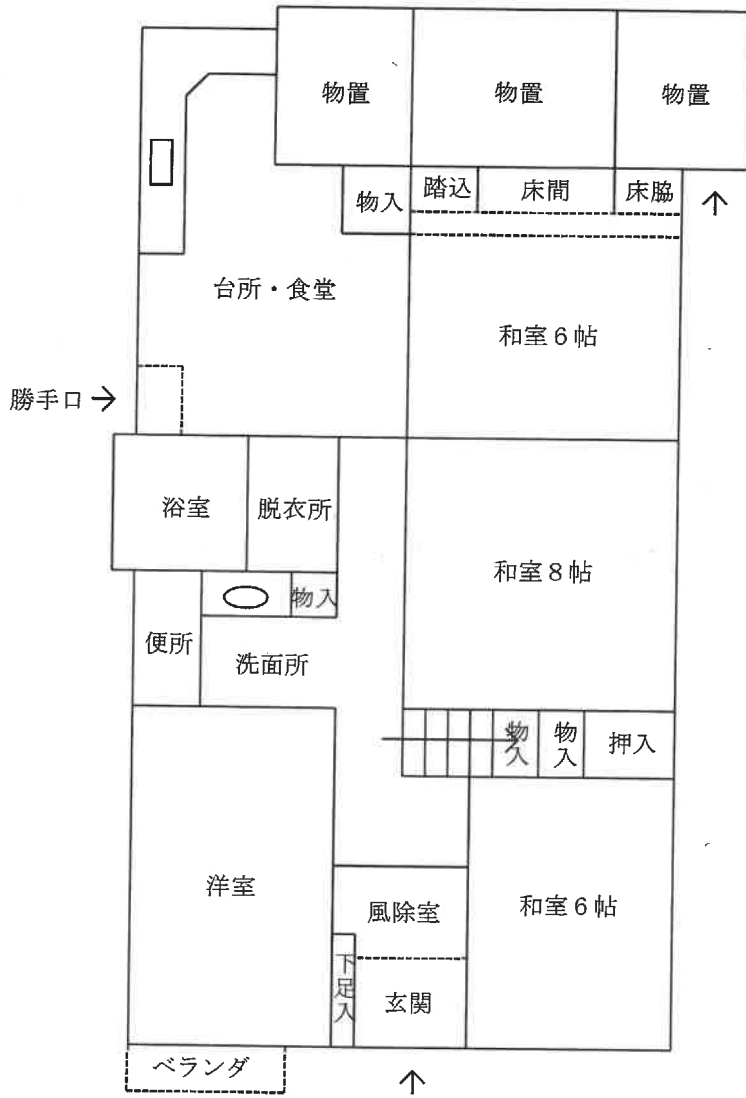 物置
物置
物置
物入
踏込
床間
床脇
台所・食堂
和室6帖
勝手口
浴室
脱衣所
和室8帖
物入
便所
洗面所
物入
物入
押入
洋室
風除室
和室6帖
下足入
玄関
ベランダ